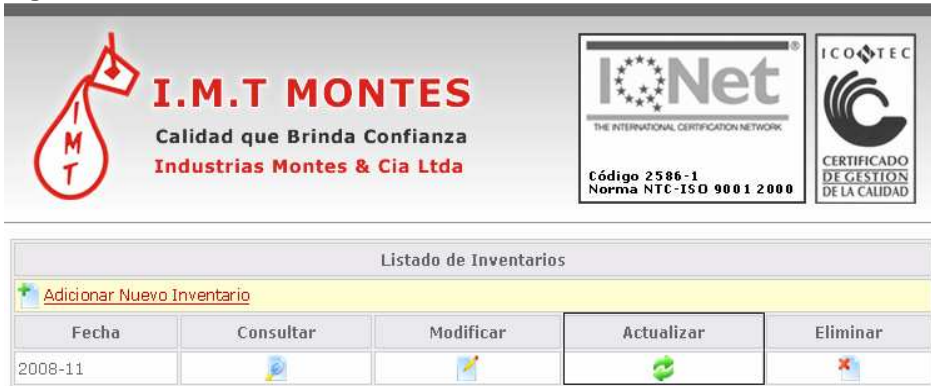 I.M.T MONTES
Calidad que Brinda Confianza
Industrias Montes & Cia Ltda
I
M
T
IQNet
®
THE INTERNATIONAL CERTIFICATION NETWORK
Código 2586-1
Norma NTC-ISO 9001 2000
ICONTEC
CERTIFICADO
DE GESTION
DE LA CALIDAD
Listado de Inventarios
Adicionar Nuevo Inventario
Fecha Consultar Modificar Actualizar Eliminar
2008-11